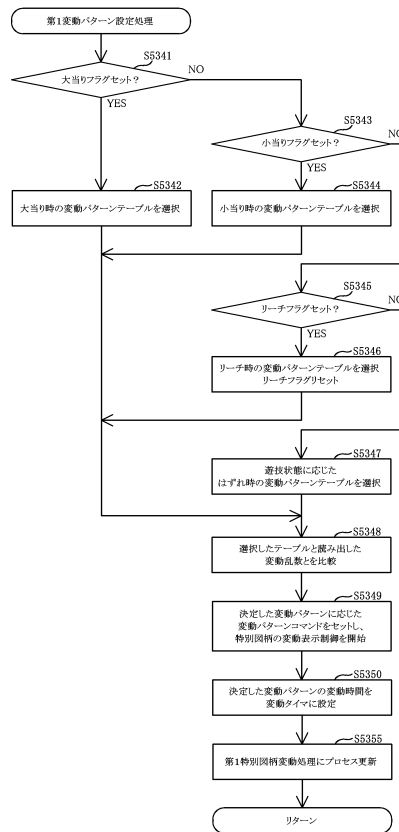 第1変動パターン設定処理
S5341
大当りフラグセット?
NO
YES
S5343
小当りフラグセット?
NO
YES
S5342
大当り時の変動パターンテーブルを選択
S5344
小当り時の変動パターンテーブルを選択
S5345
リーチフラグセット?
NO
YES
S5346
リーチ時の変動パターンテーブルを選択
リーチフラグリセット
S5347
遊技状態に応じた
はずれ時の変動パターンテーブルを選択
S5348
選択したテーブルと読み出した
変動乱数とを比較
S5349
決定した変動パターンに応じた
変動パターンコマンドをセットし、
特別図柄の変動表示制御を開始
S5350
決定した変動パターンの変動時間を
変動タイマに設定
S5355
第1特別図柄変動処理にプロセス更新
リターン